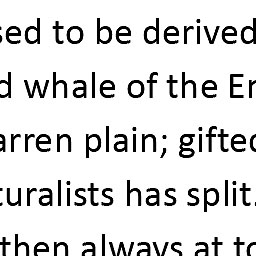 sed to be derived
d whale of the En
arren plain; gifted
turalists has split.
then always at to